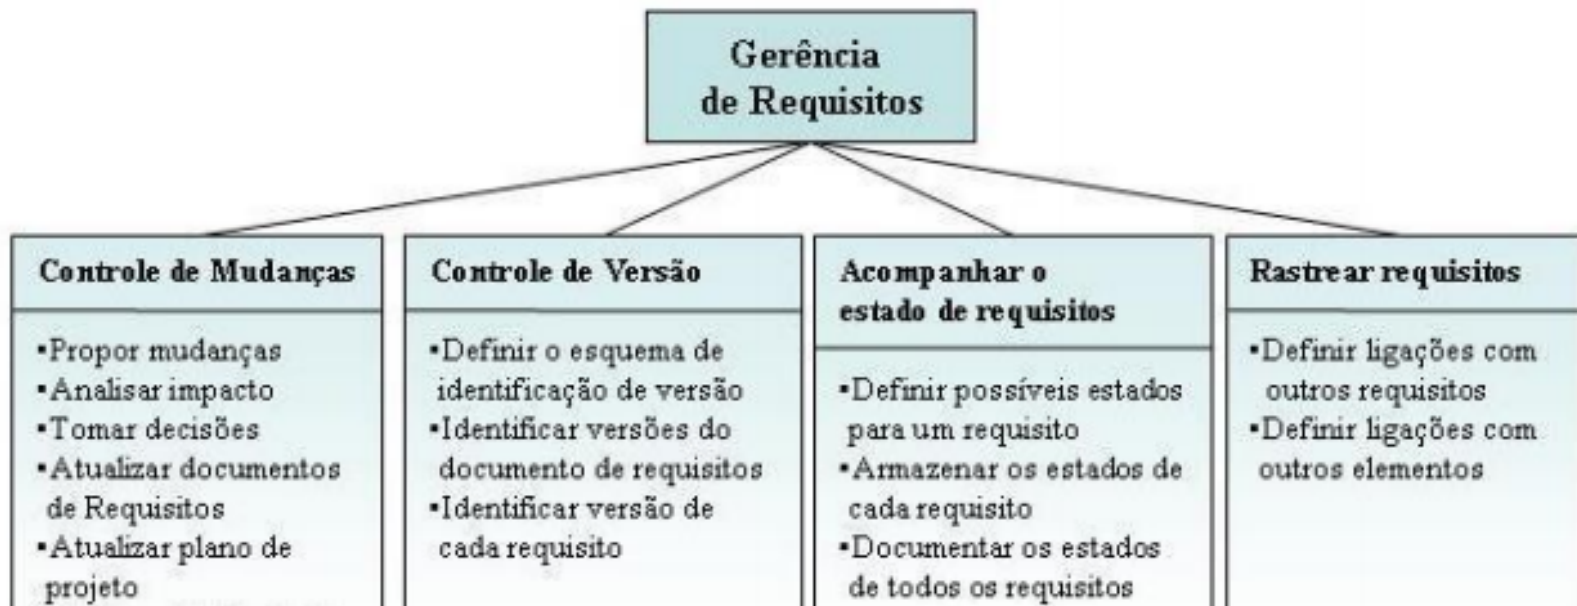 Gerência
de Requisitos
Controle de Mudanças
▪Propor mudanças
▪Analisar impacto
▪Tomar decisões
▪Atualizar documentos
de Requisitos
▪Atualizar plano de
projeto
Controle de Versão
▪Definir o esquema de
identificação de versão
▪Identificar versões do
documento de requisitos
▪Identificar versão de
cada requisito
Acompanhar o
estado de requisitos
▪Definir possíveis estados
para um requisito
▪Armazenar os estados de
cada requisito
▪Documentar os estados
de todos os requisitos
Rastrear requisitos
▪Definir ligações com
outros requisitos
▪Definir ligações com
outros elementos